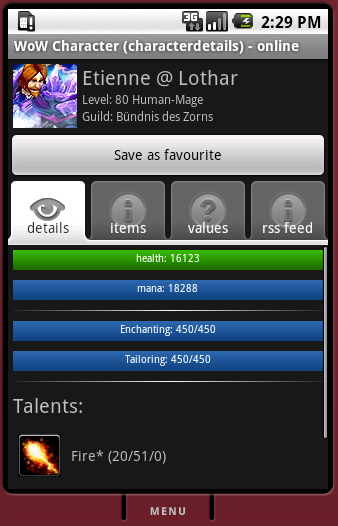 3G
2:29 PM
WoW Character (characterdetails) - online
Etienne @ Lothar
Level: 80 Human-Mage
Guild: Bündnis des Zorns
Save as favourite
details items values rss feed
health: 16123
mana: 18288
Enchanting: 450/450
Tailoring: 450/450
Talents:
Fire* (20/51/0)
MENU